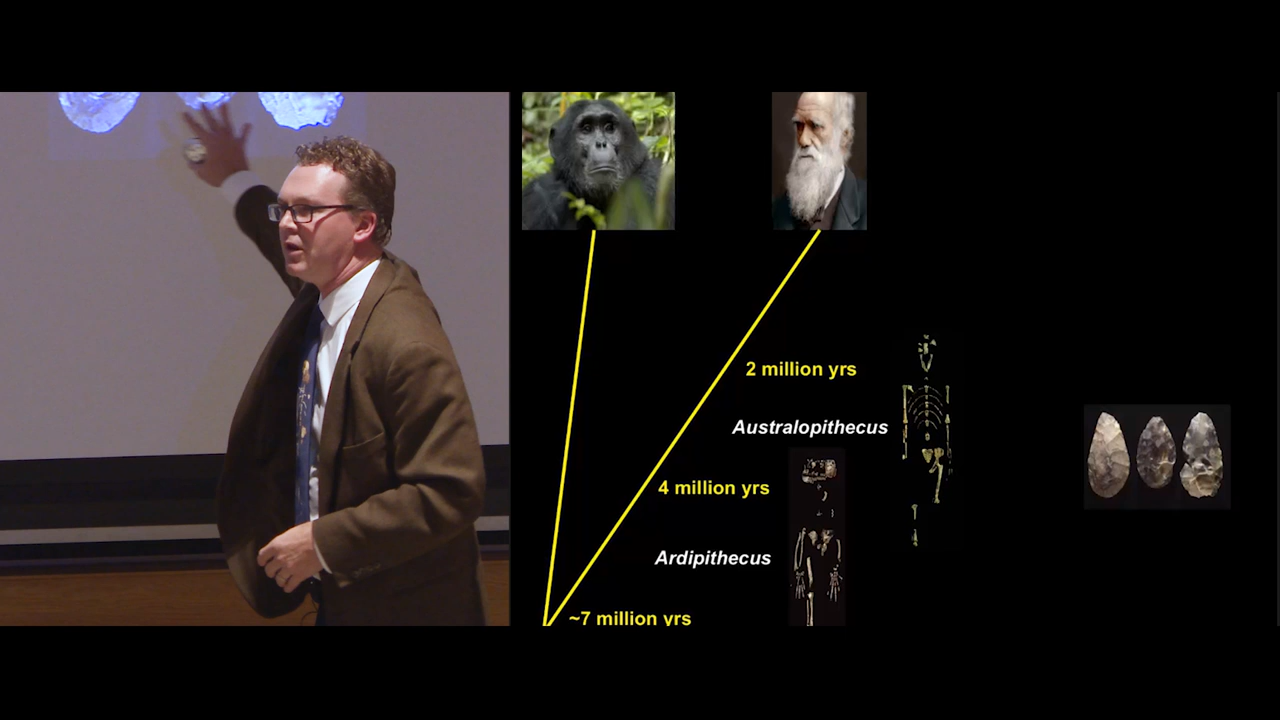 2 million yrs
Australopithecus
4 million yrs
Ardipithecus
~7 million yrs